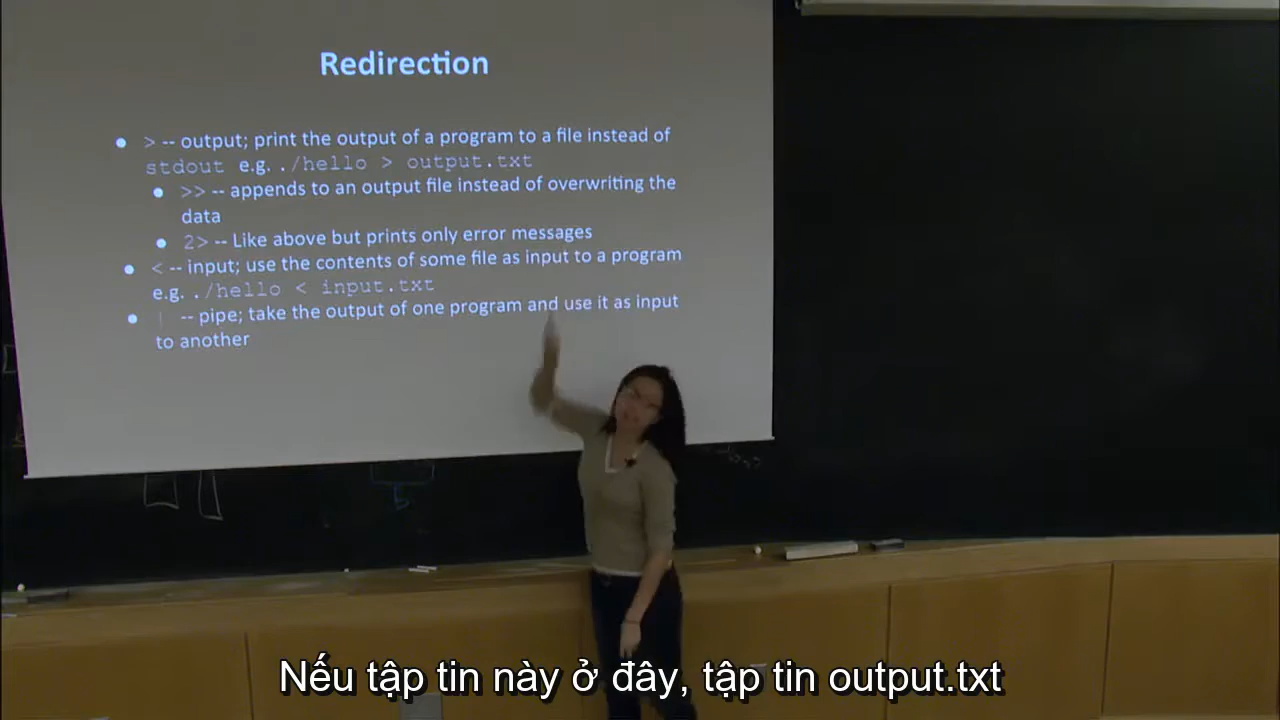 Redirection
● > -- output; print the output of a program to a file instead of
stdout e.g. ./hello > output.txt
● >> -- appends to an output file instead of overwriting the
data
● 2> -- Like above but prints only error messages
● < -- input; use the contents of some file as input to a program
e.g. ./hello < input.txt
● | -- pipe; take the output of one program and use it as input
to another
Nếu tập tin này ở đây, tập tin output.txt